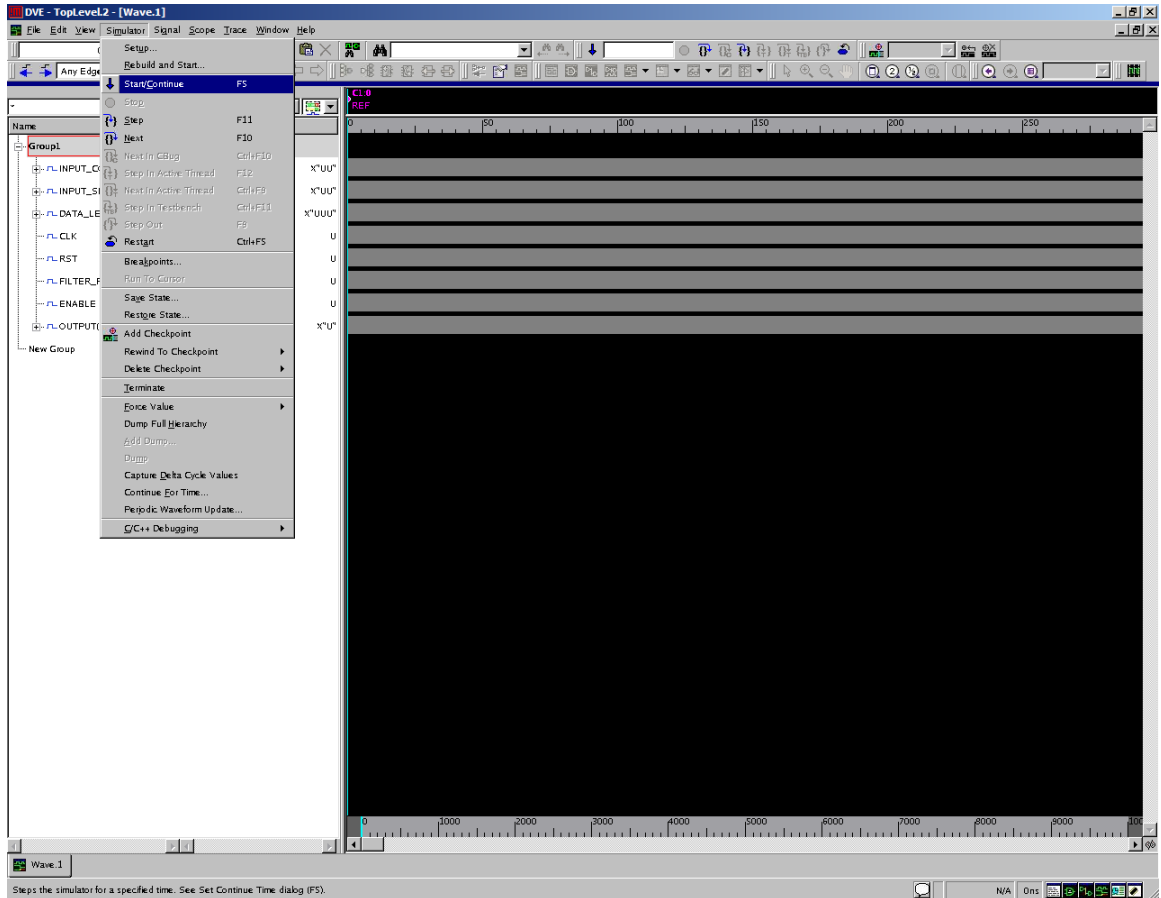 DVE - TopLevel.2 - [Wave.1]
File Edit View Simulator Signal Scope Trace Window Help
Any Edge
Setup...
Rebuild and Start...
Start/Continue F5
Stop
Step F11
Next F10
Next In CBug Ctrl+F10
Step In Active Thread F12
Next In Active Thread Ctrl+F9
Step In Testbench Ctrl+F11
Step Out F9
Restart Ctrl+F5
Breakpoints...
Run To Cursor
Save State...
Restore State...
Add Checkpoint
Rewind To Checkpoint
Delete Checkpoint
Terminate
Force Value
Dump Full Hierarchy
Add Dump...
Dump
Capture Delta Cycle Values
Continue For Time...
Periodic Waveform Update...
C/C++ Debugging
Name
Group1
INPUT_C
X"UU"
INPUT_S
X"UU"
DATA_LE
X"UUU"
CLK
U
RST
U
FILTER_
U
ENABLE
U
OUTPUT(
X"U"
New Group
C1:0
REF
0 50 100 150 200 250
0 1000 2000 3000 4000 5000 6000 7000 8000 9000 100
Wave.1
Steps the simulator for a specified time. See Set Continue Time dialog (F5).
N/A 0ns